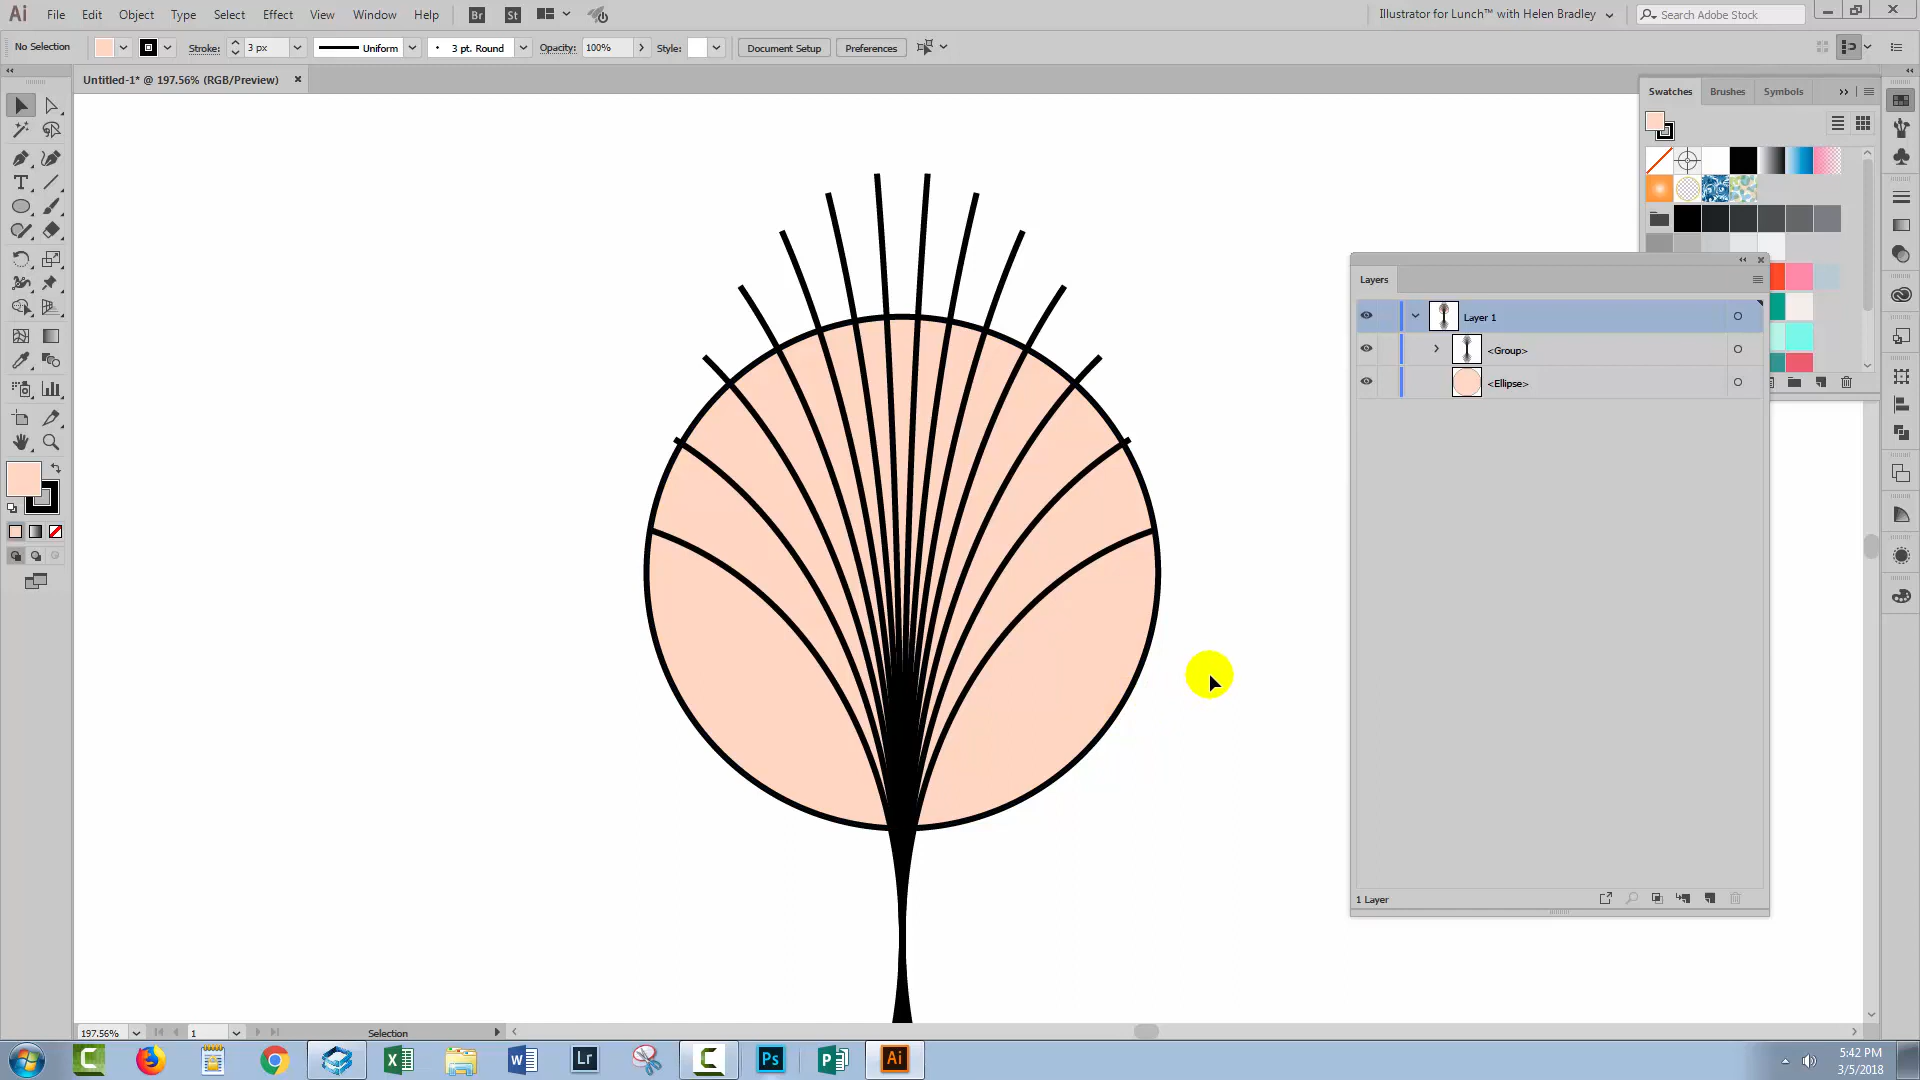 Ai File Edit Object Type Select Effect View Window Help Br St Illustrator for Lunch™ with Helen Bradley Search Adobe Stock
No Selection Stroke: 3 px Uniform 3 pt. Round Opacity: 100% Style: Document Setup Preferences
Untitled-1* @ 197.56% (RGB/Preview)
Swatches Brushes Symbols
Layers
Layer 1
<Group>
<Ellipse>
1 Layer
197.56% 1 Selection
C X W Lr C Ps P Ai
5:42 PM
3/5/2018